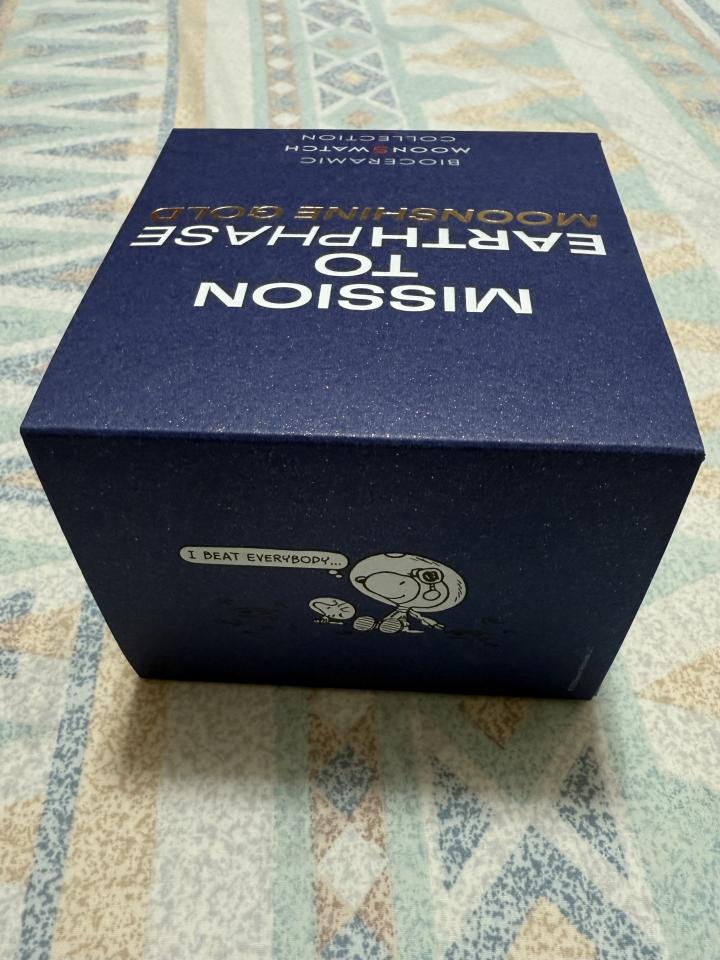 BIOCERAMIC
MOONSWATCH
COLLECTION
MISSION
TO
EARTHPHASE
MOONSHINE GOLD
I BEAT EVERYBODY...